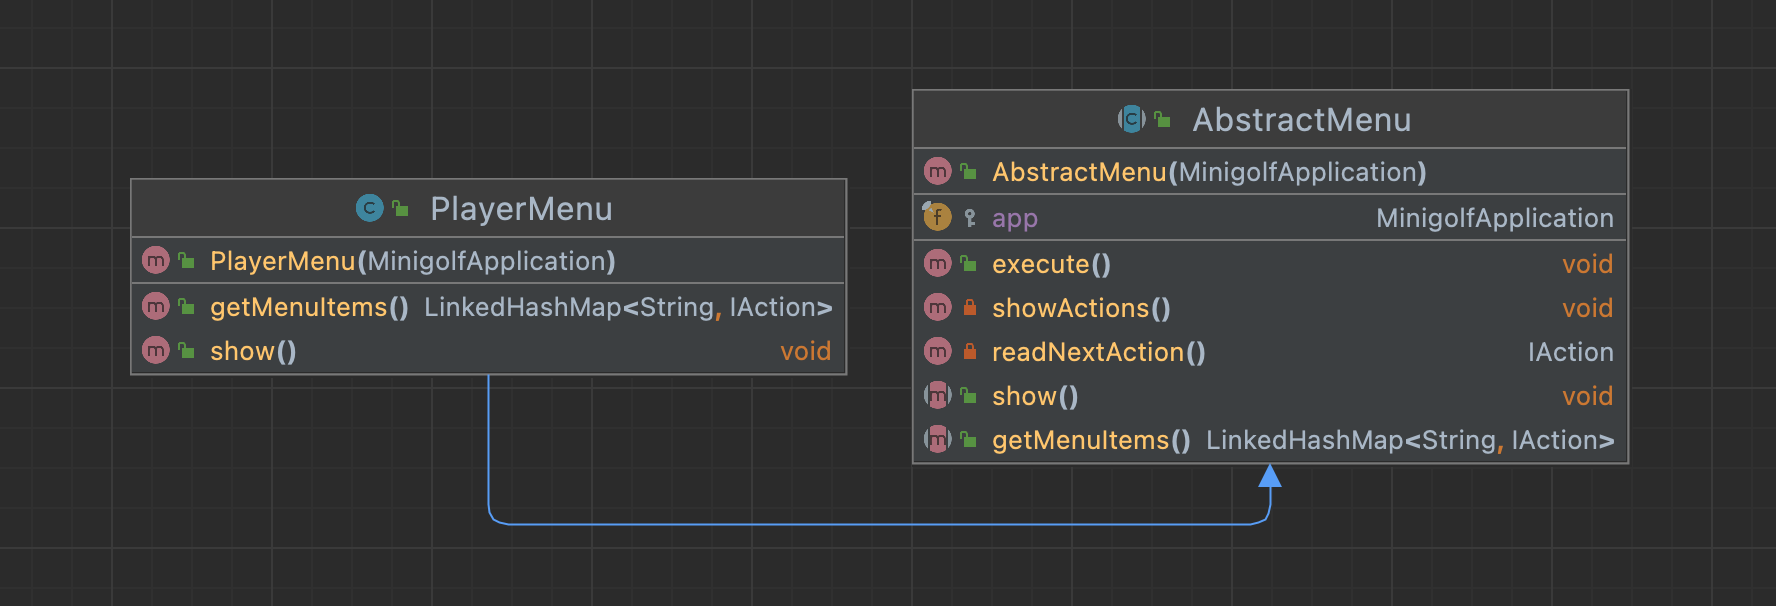 PlayerMenu
PlayerMenu(MinigolfApplication)
getMenuItems() LinkedHashMap<String, IAction>
show() void
AbstractMenu
AbstractMenu(MinigolfApplication)
app MinigolfApplication
execute() void
showActions() void
readNextAction() IAction
show() void
getMenuItems() LinkedHashMap<String, IAction>